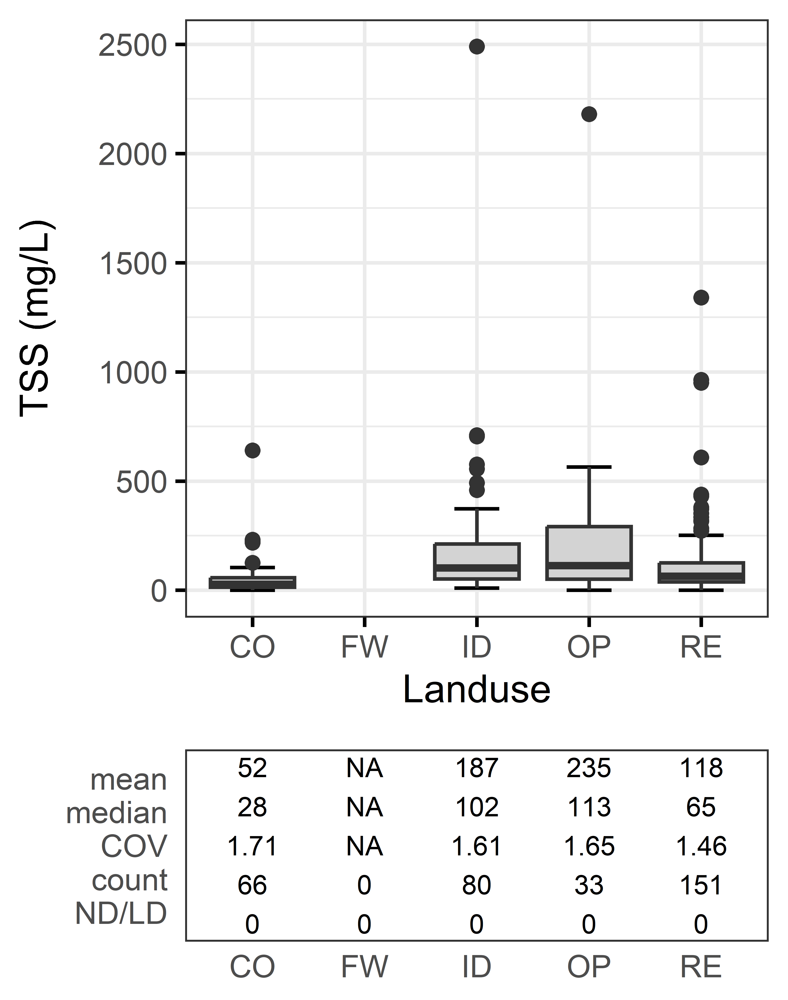 TSS (mg/L)
2500
2000
1500
1000
500
0
CO FW ID OP RE
Landuse
mean 52 NA 187 235 118
median 28 NA 102 113 65
COV 1.71 NA 1.61 1.65 1.46
count 66 0 80 33 151
ND/LD 0 0 0 0 0
CO FW ID OP RE